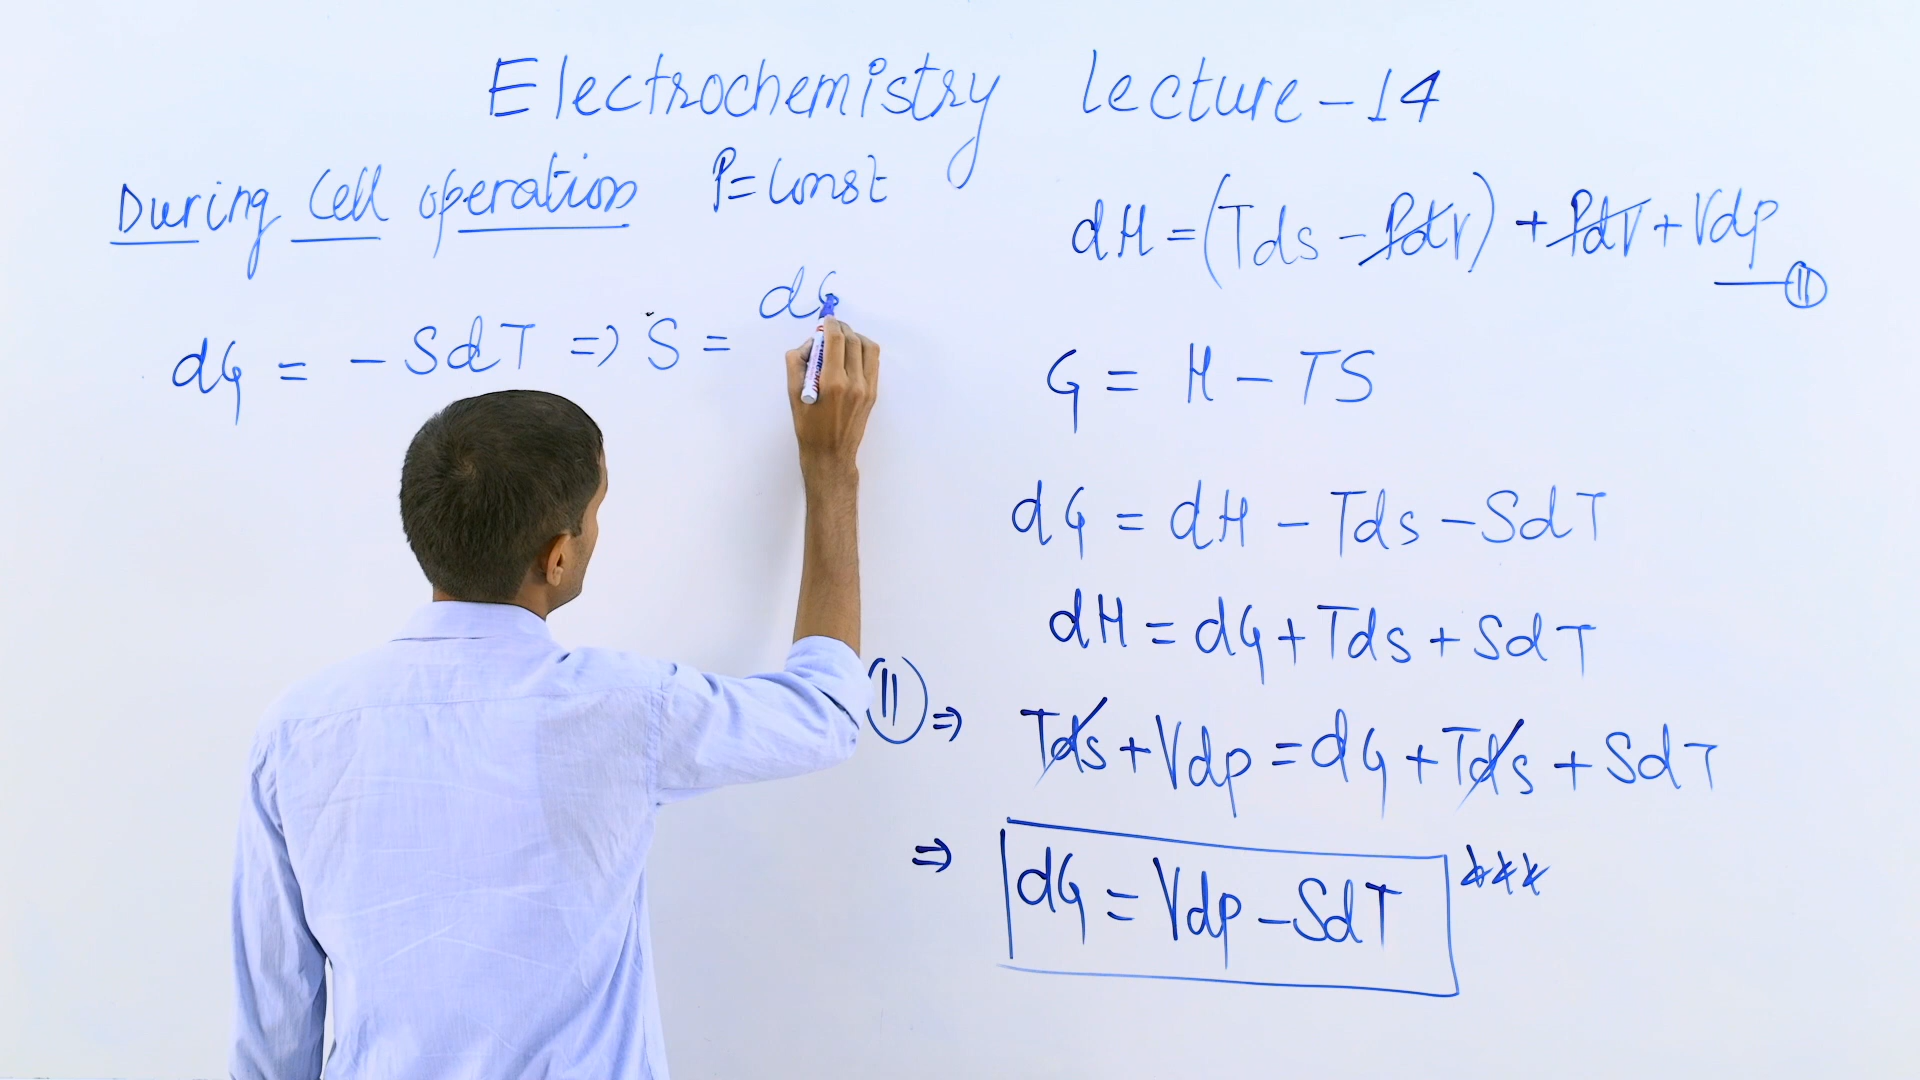 Electrochemistry Lecture-14
During Cell operation P=Const
dG = -SdT => S = dG
dH = (Tds - PdV) + PdV + Vdp
II
G = H - TS
dG = dH - Tds - SdT
dH = dG + Tds + SdT
II => Tds + Vdp = dG + Tds + SdT
=> dG = Vdp - SdT ***